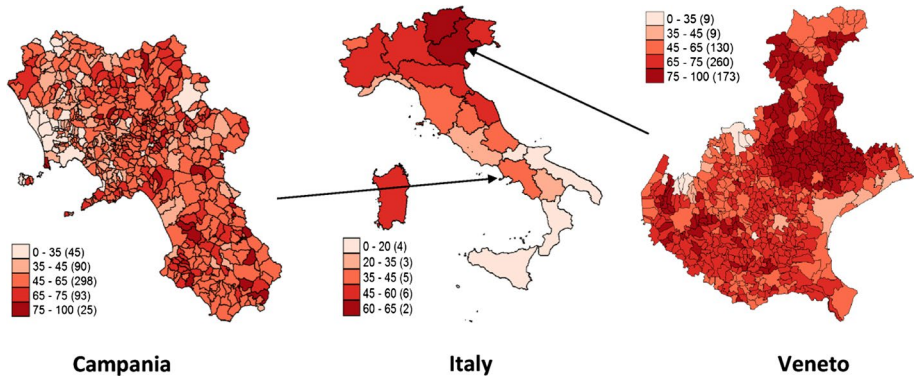 0 - 35 (45)
35 - 45 (90)
45 - 65 (298)
65 - 75 (93)
75 - 100 (25)
Campania
0 - 20 (4)
20 - 35 (3)
35 - 45 (5)
45 - 60 (6)
60 - 65 (2)
Italy
0 - 35 (9)
35 - 45 (9)
45 - 65 (130)
65 - 75 (260)
75 - 100 (173)
Veneto